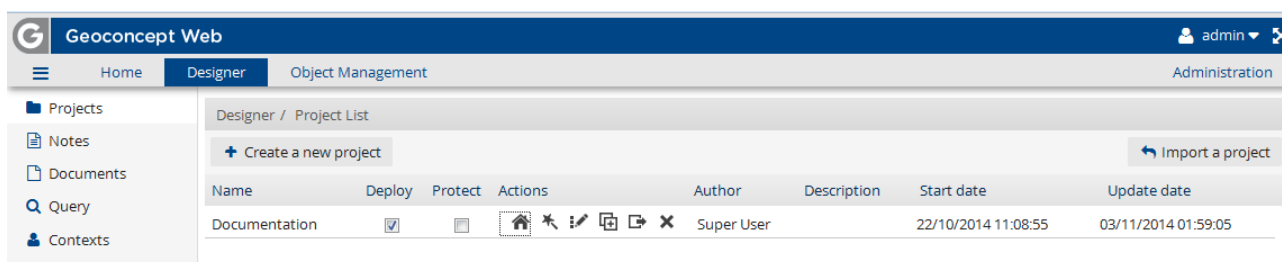 G Geoconcept Web admin
Home Designer Object Management Administration
Projects
Notes
Documents
Query
Contexts
Designer / Project List
Create a new project Import a project
Name Deploy Protect Actions Author Description Start date Update date
Documentation Super User 22/10/2014 11:08:55 03/11/2014 01:59:05